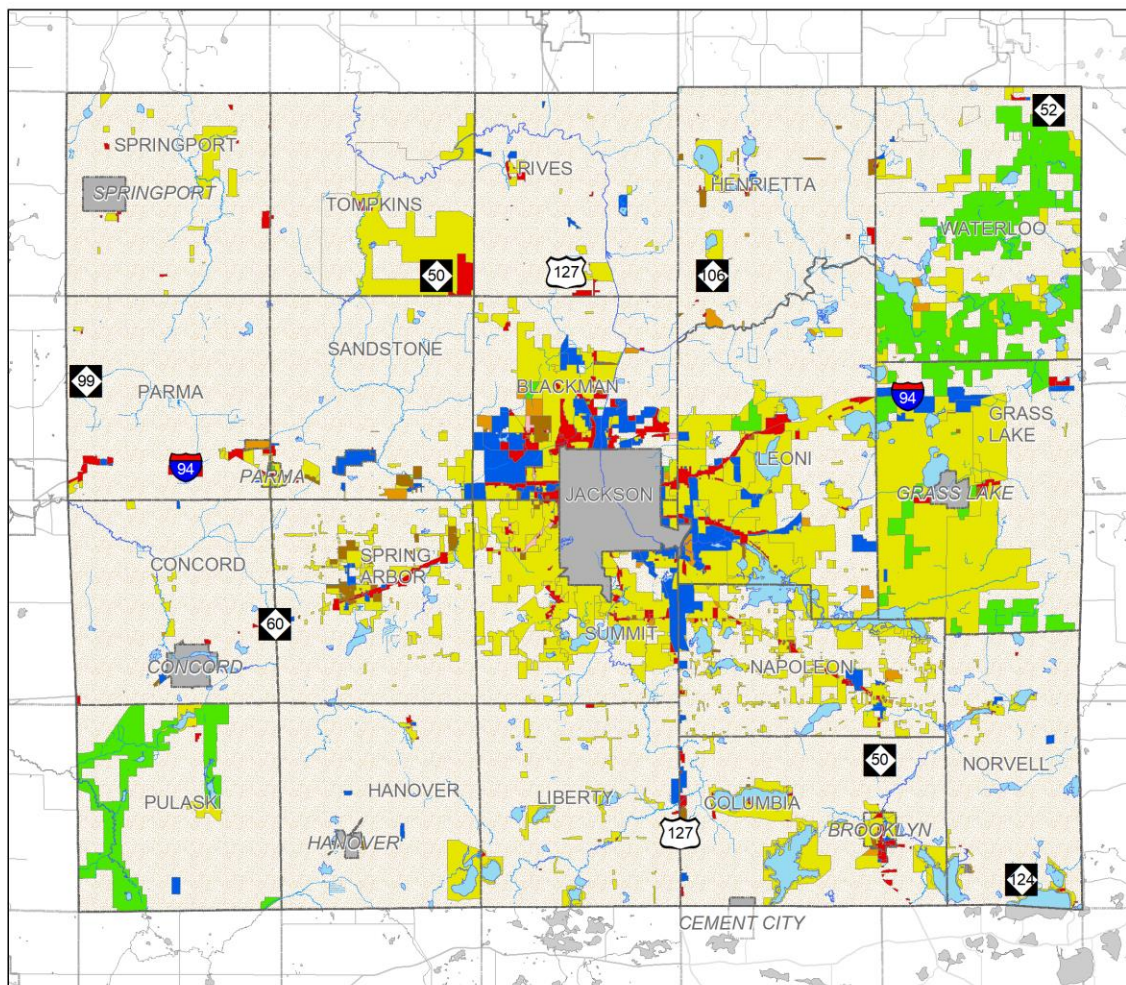 52
SPRINGPORT
RIVES
HENRIETTA
SPRINGPORT
TOMPKINS
WATERLOO
50
127
106
SANDSTONE
99
PARMA
BLACKMAN
94
GRASS
LAKE
94
PARMA
LEONI
JACKSON
GRASS LAKE
CONCORD
SPRING
ARBOR
60
SUMMIT
CONCORD
NAPOLEON
50
NORVELL
PULASKI
HANOVER
LIBERTY
COLUMBIA
HANOVER
127
BROOKLYN
124
CEMENT CITY